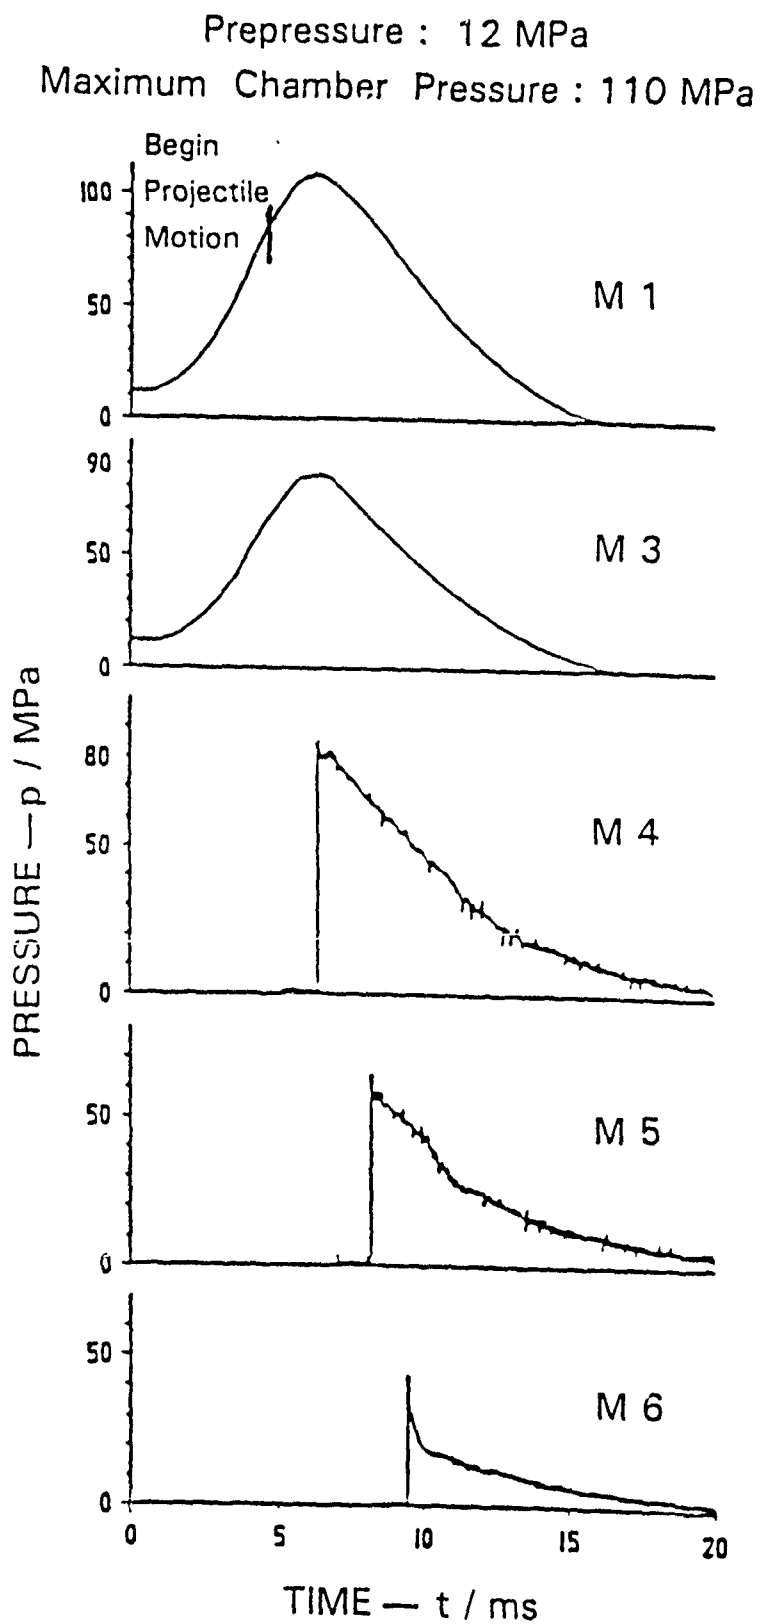 Prepressure : 12 MPa
Maximum Chamber Pressure : 110 MPa
Begin
Projectile
Motion
100
50
0
M 1
90
50
0
M 3
80
50
0
M 4
50
0
M 5
50
0
M 6
0 5 10 15 20
PRESSURE — p / MPa
TIME — t / ms